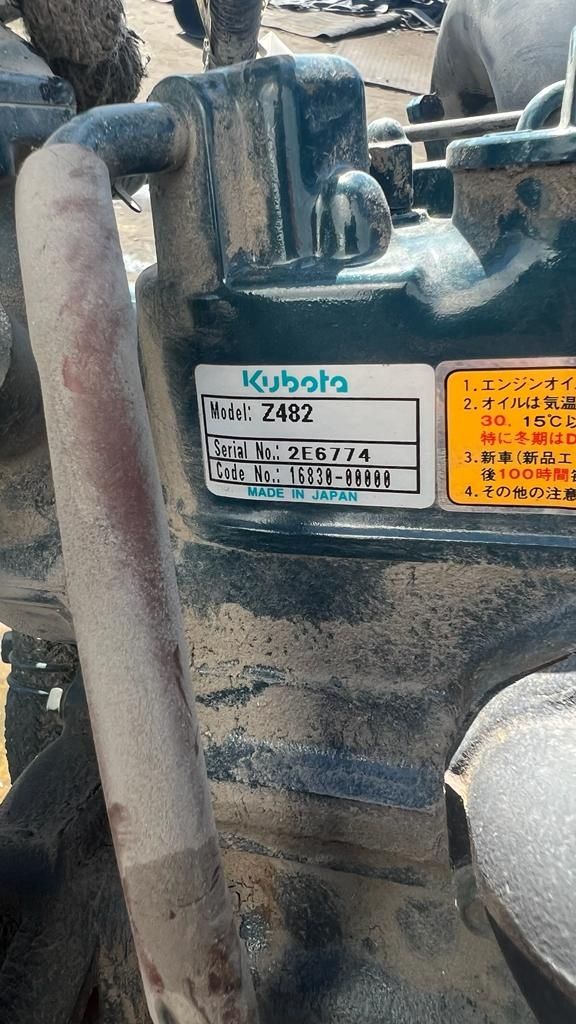 Kubota
Model: Z482
Serial No.: 2E6774
Code No.: 16830-00000
MADE IN JAPAN
1. エンジンオイ
2. オイルは気温
30. 15℃以
特に冬期はD
3. 新車(新品エ
後100時間
4. その他の注意